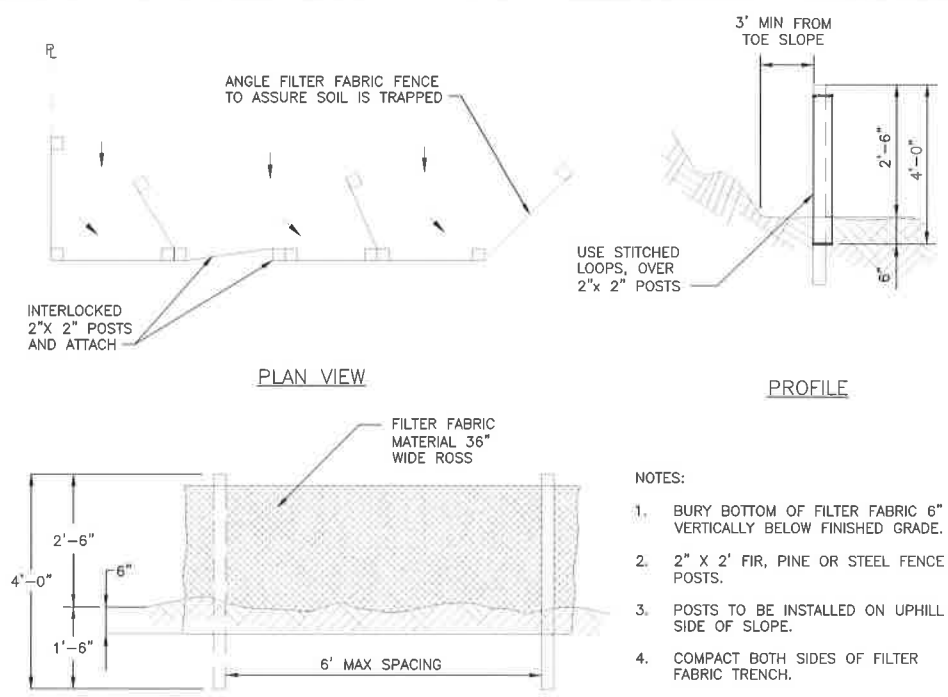 PL
ANGLE FILTER FABRIC FENCE
TO ASSURE SOIL IS TRAPPED
INTERLOCKED
2"X 2" POSTS
AND ATTACH
PLAN VIEW
3' MIN FROM
TOE SLOPE
2'-6"
4'-0"
6"
USE STITCHED
LOOPS, OVER
2"x 2" POSTS
PROFILE
FILTER FABRIC
MATERIAL 36"
WIDE ROSS
2'-6"
4'-0"
6"
1'-6"
6' MAX SPACING
NOTES:
1. BURY BOTTOM OF FILTER FABRIC 6"
VERTICALLY BELOW FINISHED GRADE.
2. 2" X 2' FIR, PINE OR STEEL FENCE
POSTS.
3. POSTS TO BE INSTALLED ON UPHILL
SIDE OF SLOPE.
4. COMPACT BOTH SIDES OF FILTER
FABRIC TRENCH.